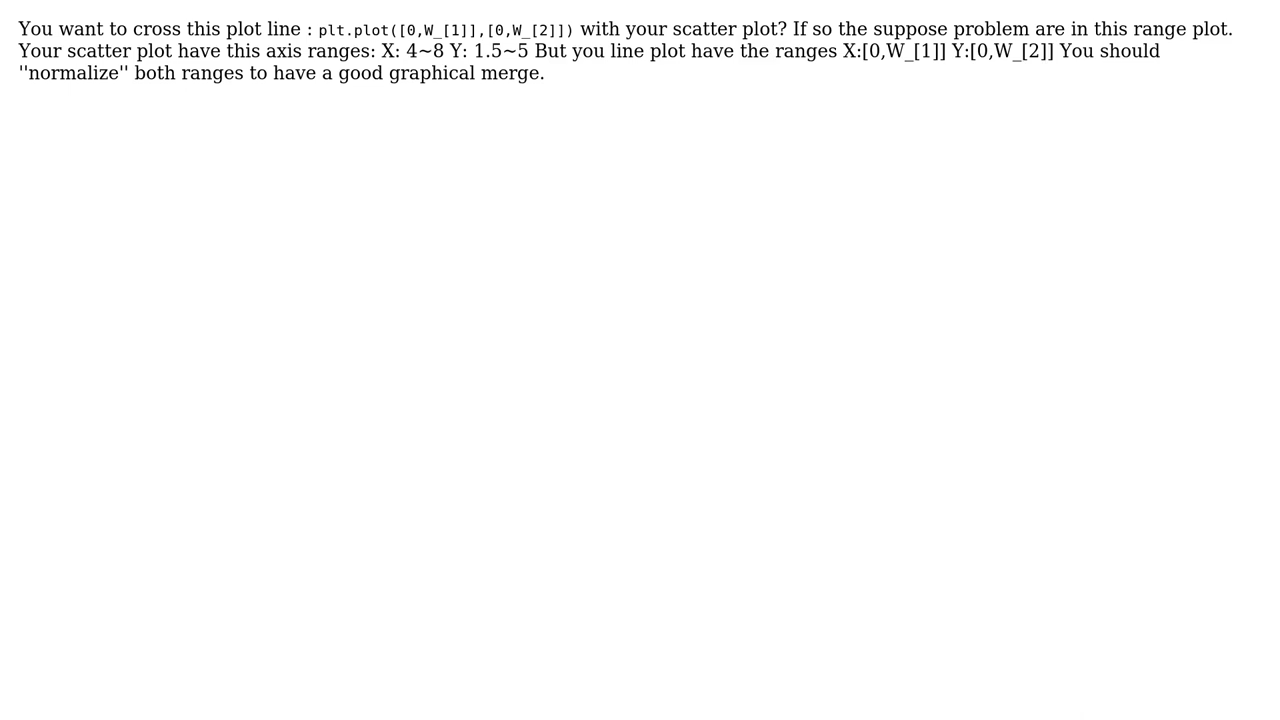 You want to cross this plot line : plt.plot([0,W_[1]],[0,W_[2]]) with your scatter plot? If so the suppose problem are in this range plot.
Your scatter plot have this axis ranges: X: 4~8 Y: 1.5~5 But you line plot have the ranges X:[0,W_[1]] Y:[0,W_[2]] You should
''normalize'' both ranges to have a good graphical merge.